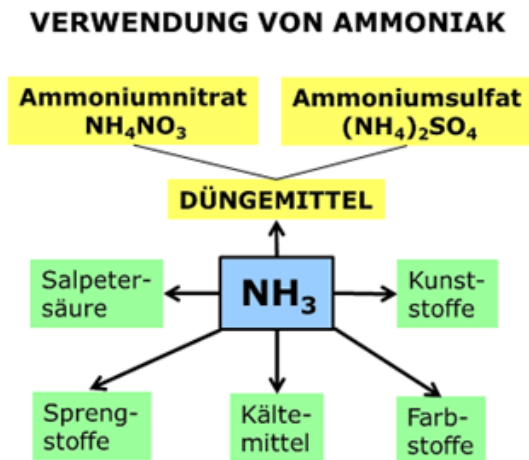 VERWENDUNG VON AMMONIAK
Ammoniumnitrat
NH₄NO₃
Ammoniumsulfat
(NH₄)₂SO₄
DÜNGEMITTEL
Salpeter-
säure
NH₃
Kunst-
stoffe
Spreng-
stoffe
Kälte-
mittel
Farb-
stoffe